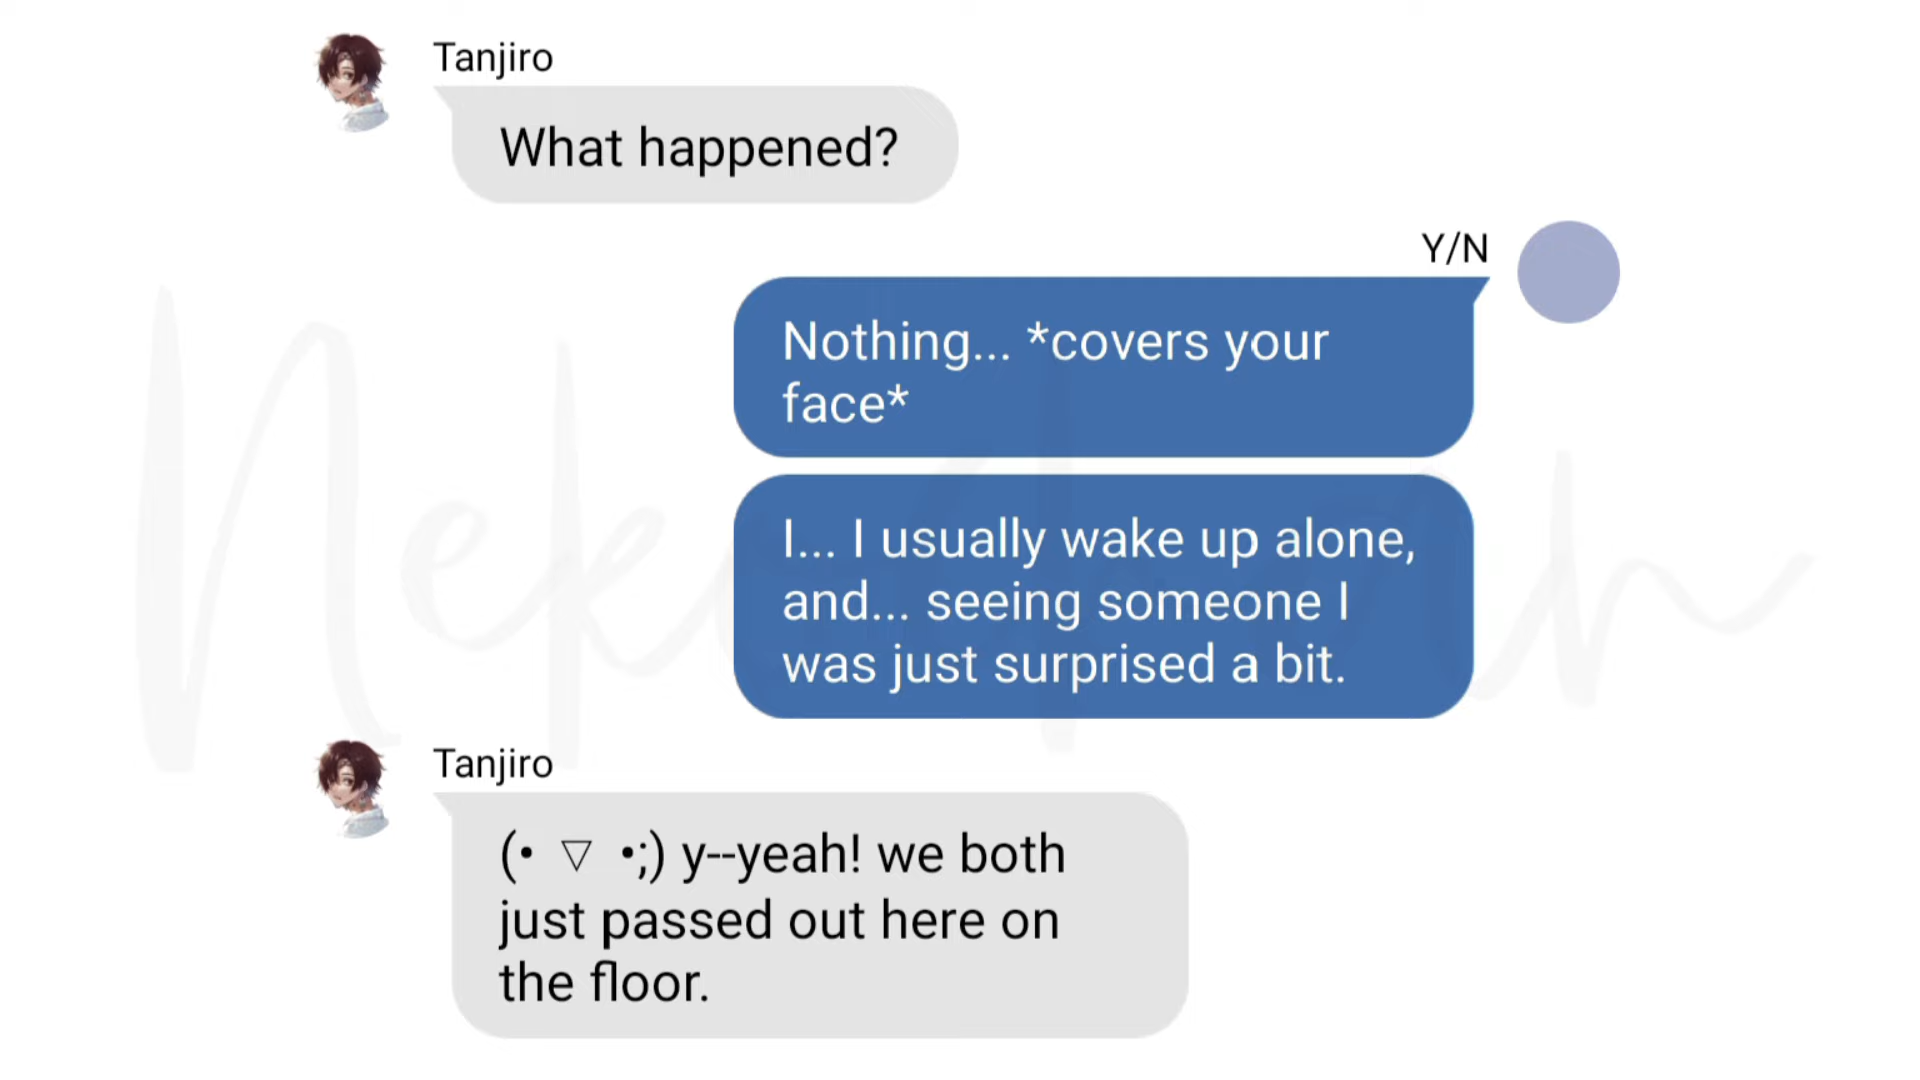 Tanjiro
What happened?
Y/N
Nothing... *covers your
face*
I... I usually wake up alone,
and... seeing someone I
was just surprised a bit.
Tanjiro
(• ▽ •;) y--yeah! we both
just passed out here on
the floor.